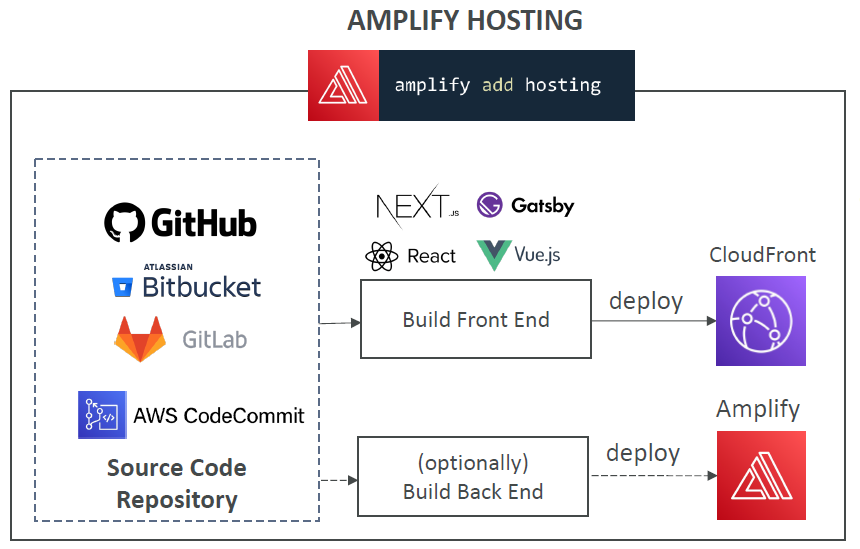 AMPLIFY HOSTING
amplify add hosting
GitHub
ATLASSIAN
Bitbucket
GitLab
AWS CodeCommit
Source Code
Repository
NEXT.JS
Gatsby
React
Vue.js
Build Front End
deploy
CloudFront
(optionally)
Build Back End
deploy
Amplify